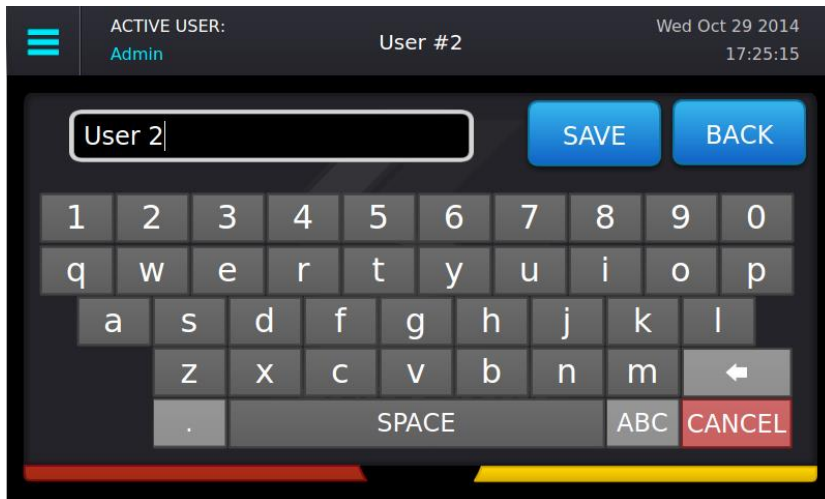 ACTIVE USER:
Admin
User #2
Wed Oct 29 2014
17:25:15
User 2
SAVE
BACK
1 2 3 4 5 6 7 8 9 0
q w e r t y u i o p
a s d f g h j k l
z x c v b n m
. SPACE ABC CANCEL